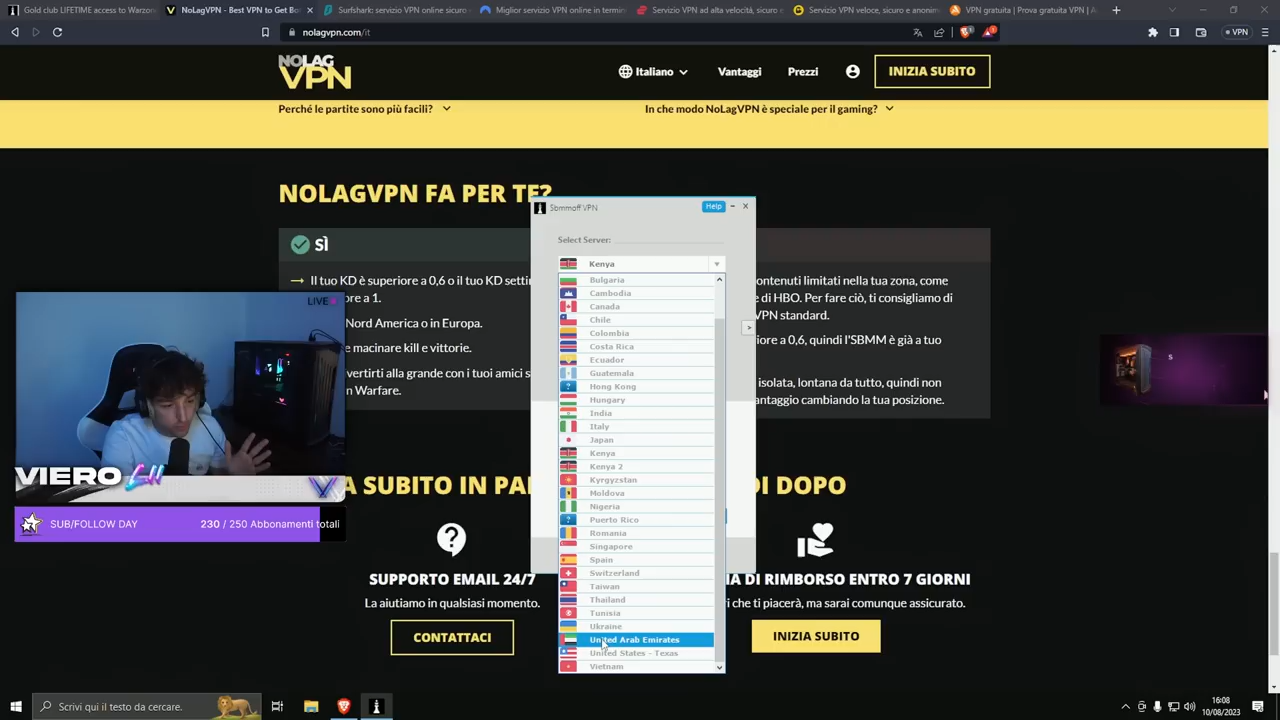 Gold club LIFETIME access to Warzon
NoLagVPN - Best VPN to Get Bo
Surfshark: servizio VPN sicuro e
Miglior servizio VPN online in termin
Servizio VPN ad alta velocità, sicuro
Servizio VPN veloce, sicuro e anonim
VPN gratuita | Prova gratuita VPN | A
nolagvpn.com/it
VPN
NOLAG
VPN
Italiano
Vantaggi
Prezzi
INIZIA SUBITO
Perché le partite sono più facili?
In che modo NoLagVPN è speciale per il gaming?
NOLAGVPN FA PER TE?
SÌ
Il tuo KD è superiore a 0,6 o il tuo KD settim
re a 1.
Nord America o in Europa.
e macinare kill e vittorie.
vertirti alla grande con i tuoi amici s
n Warfare.
Sbmmoff VPN
Help
Select Server:
Kenya
Bulgaria
Cambodia
Canada
Chile
Colombia
Costa Rica
Ecuador
Guatemala
Hong Kong
Hungary
India
Italy
Japan
Kenya
Kenya 2
Kyrgyzstan
Moldova
Nigeria
Puerto Rico
Romania
Singapore
Spain
Switzerland
Taiwan
Thailand
Tunisia
Ukraine
United Arab Emirates
United States - Texas
Vietnam
contenuti limitati nella tua zona, come
e di HBO. Per fare ciò, ti consigliamo di
VPN standard.
riore a 0,6, quindi l'SBMM è già a tuo
isolata, lontana da tutto, quindi non
antaggio cambiando la tua posizione.
LIVE
VIERO
SUB/FOLLOW DAY
230 / 250 Abbonamenti totali
A SUBITO IN PA
DI DOPO
SUPPORTO EMAIL 24/7
La aiutiamo in qualsiasi momento.
CONTATTACI
IA DI RIMBORSO ENTRO 7 GIORNI
ri che ti piacerà, ma sarai comunque assicurato.
INIZIA SUBITO
Scrivi qui il testo da cercare.
16:08
10/08/2023